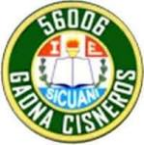 56006
I E
SICUANI
GAONA CISNEROS